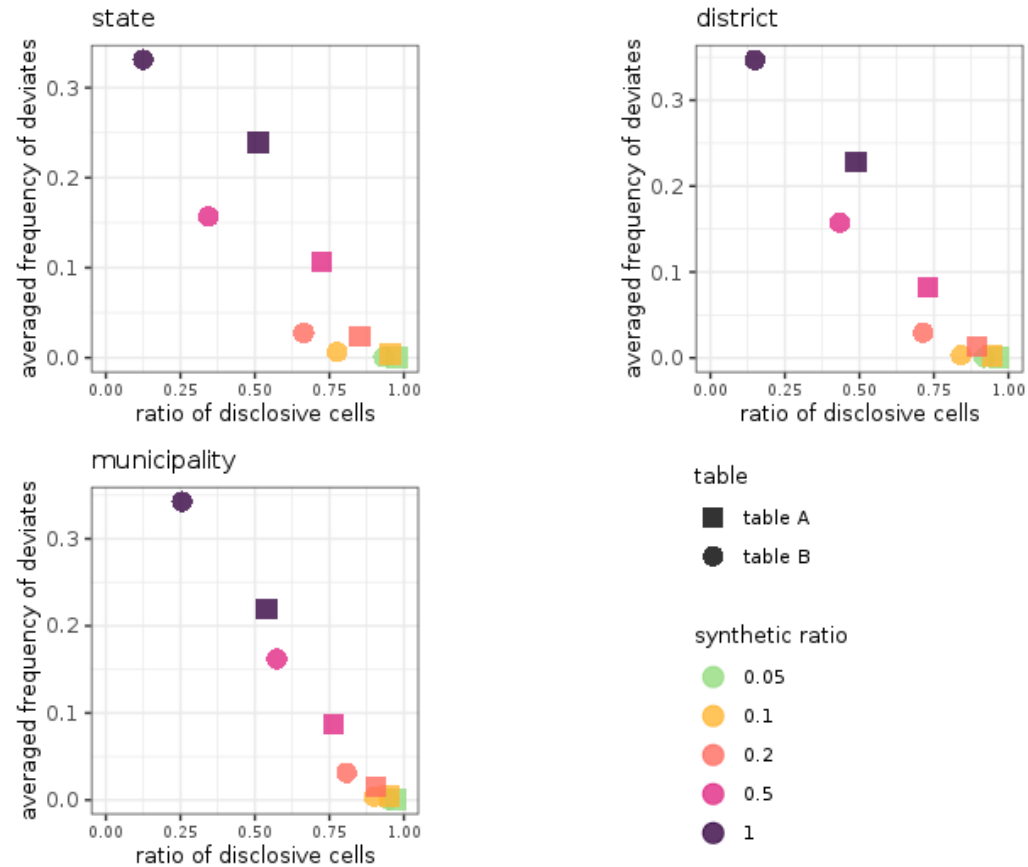 state
averaged frequency of deviates
0.3
0.2
0.1
0.0
0.00 0.25 0.50 0.75 1.00
ratio of disclosive cells
district
averaged frequency of deviates
0.3
0.2
0.1
0.0
0.00 0.25 0.50 0.75 1.00
ratio of disclosive cells
municipality
averaged frequency of deviates
0.3
0.2
0.1
0.0
0.00 0.25 0.50 0.75 1.00
ratio of disclosive cells
table
table A
table B
synthetic ratio
0.05
0.1
0.2
0.5
1